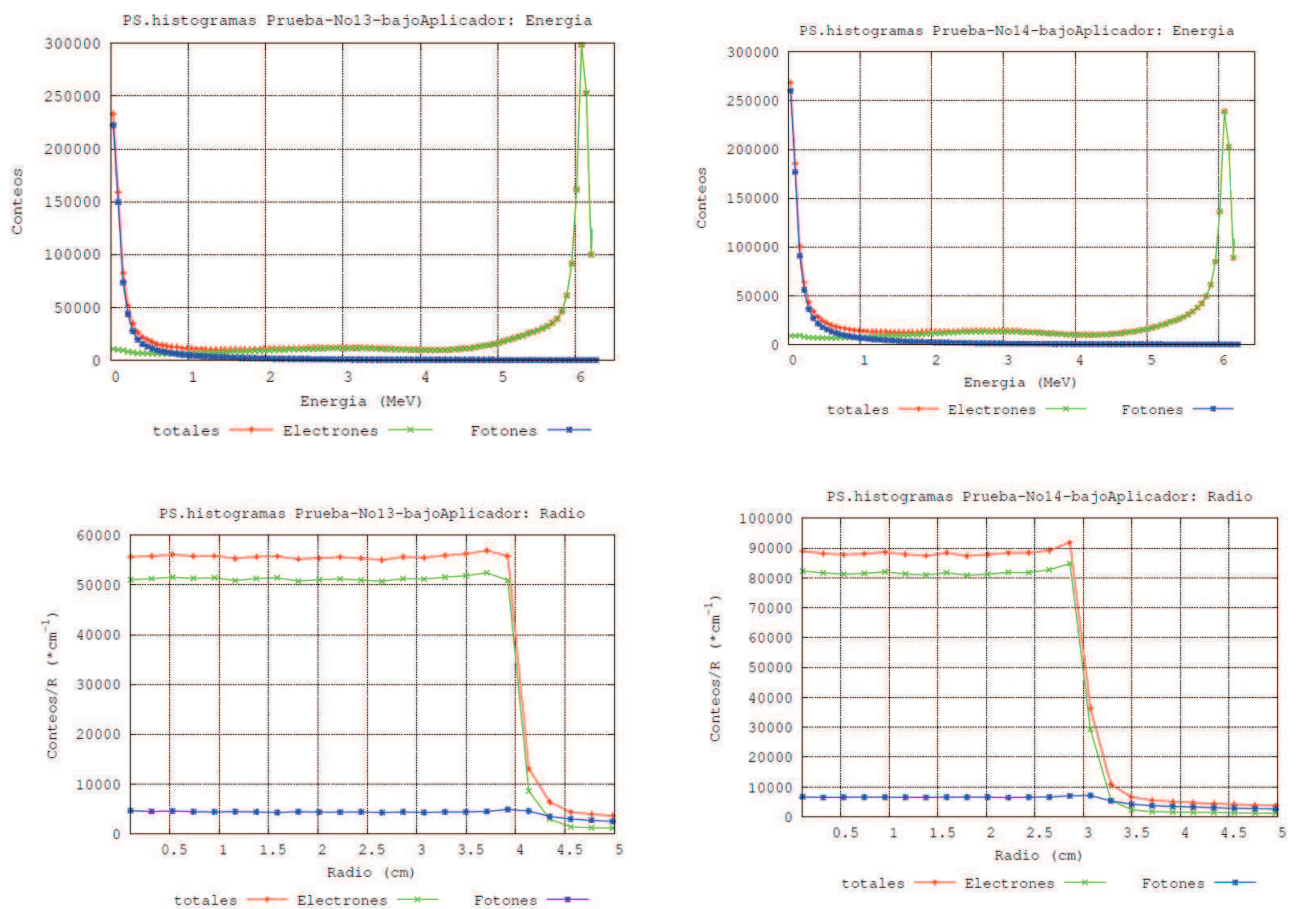 PS.histogramas Prueba-No13-bajoAplicador: Energia
300000
250000
200000
150000
100000
50000
0
Conteos
0 1 2 3 4 5 6
Energia (MeV)
totales Electrones Fotones
PS.histogramas Prueba-No14-bajoAplicador: Energia
300000
250000
200000
150000
100000
50000
0
Conteos
0 1 2 3 4 5 6
Energia (MeV)
totales Electrones Fotones
PS.histogramas Prueba-No13-bajoAplicador: Radio
60000
50000
40000
30000
20000
10000
0
Conteos/R (*cm⁻¹)
0.5 1 1.5 2 2.5 3 3.5 4 4.5 5
Radio (cm)
totales Electrones Fotones
PS.histogramas Prueba-No14-bajoAplicador: Radio
100000
90000
80000
70000
60000
50000
40000
30000
20000
10000
0
Conteos/R (*cm⁻¹)
0.5 1 1.5 2 2.5 3 3.5 4 4.5 5
Radio (cm)
totales Electrones Fotones